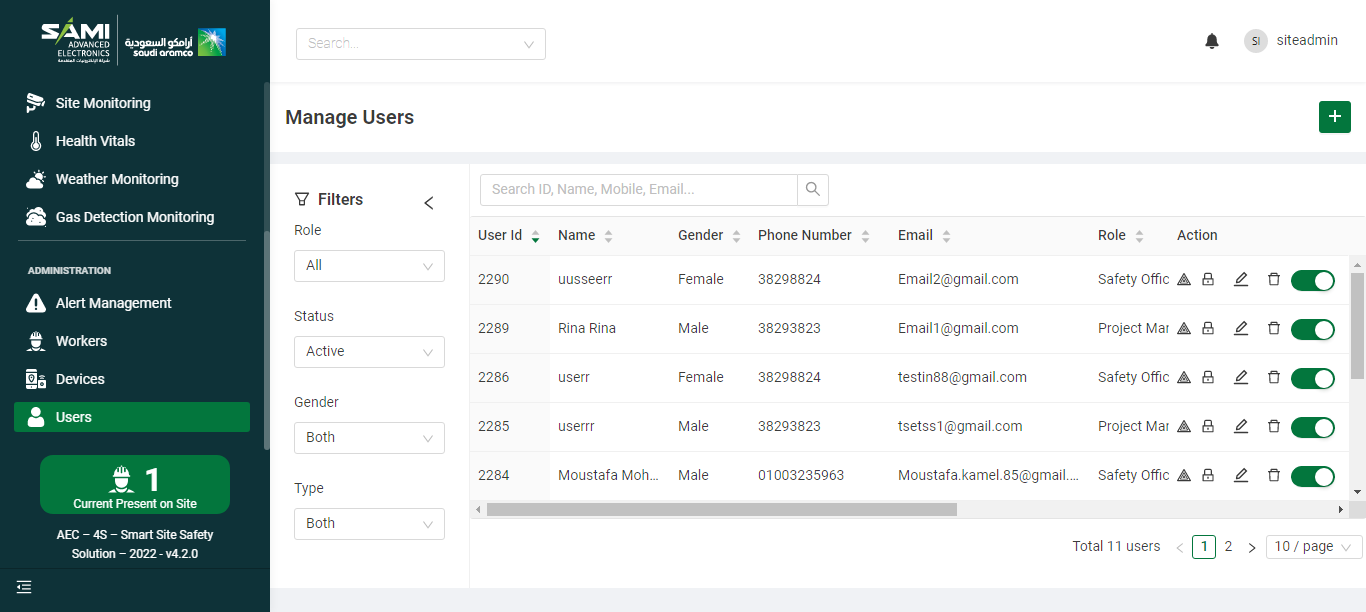 SAMI
ADVANCED
ELECTRONICS
أرامكو السعودية
saudi aramco
Site Monitoring
Health Vitals
Weather Monitoring
Gas Detection Monitoring
ADMINISTRATION
Alert Management
Workers
Devices
Users
1
Current Present on Site
AEC – 4S – Smart Site Safety
Solution – 2022 - v4.2.0
Search...
SI siteadmin
Manage Users
+
Filters
Role
All
Status
Active
Gender
Both
Type
Both
Search ID, Name, Mobile, Email...
User Id Name Gender Phone Number Email Role Action
2290 uusseerr Female 38298824 Email2@gmail.com Safety Offic
2289 Rina Rina Male 38293823 Email1@gmail.com Project Mar
2286 userr Female 38298824 testin88@gmail.com Safety Offic
2285 userrr Male 38293823 tsetss1@gmail.com Project Mar
2284 Moustafa Moh... Male 01003235963 Moustafa.kamel.85@gmail.... Safety Offic
Total 11 users < 1 2 > 10 / page